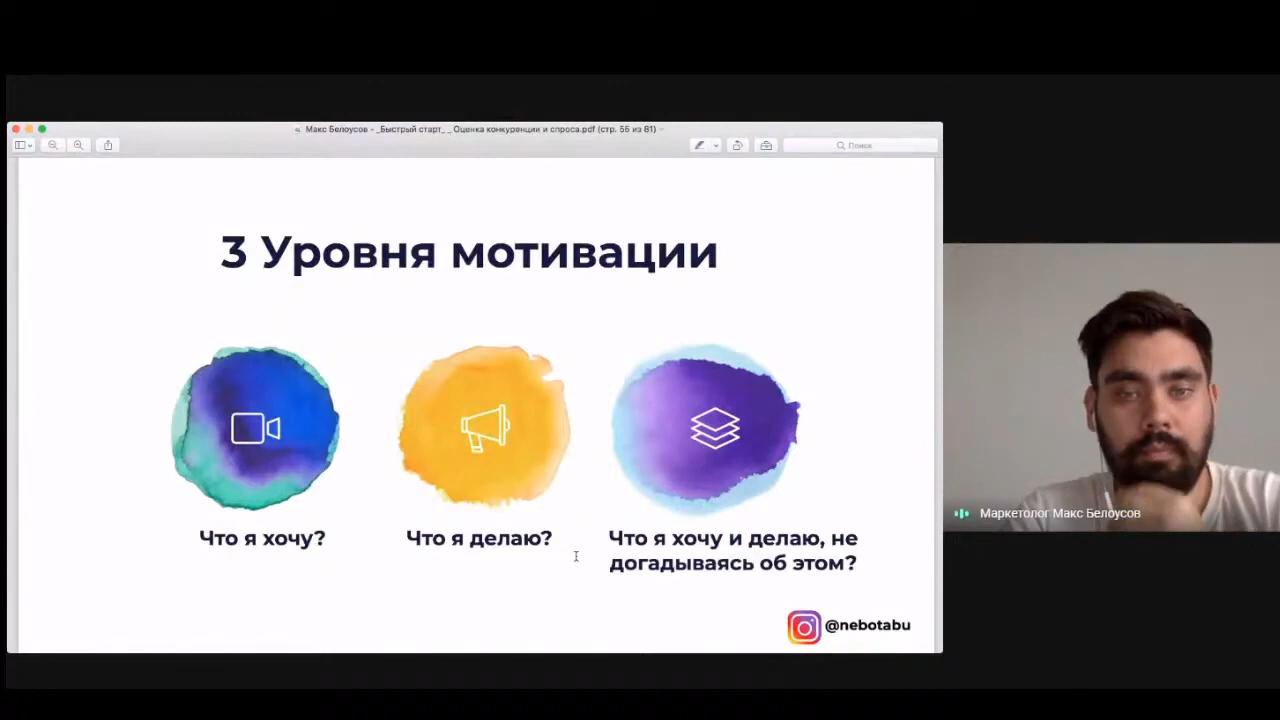 Макс Белоусов - _Быстрый старт_ _ Оценка конкуренции и спроса.pdf (стр. 55 из 81)
Поиск
3 Уровня мотивации
Что я хочу?
Что я делаю?
Что я хочу и делаю, не
догадываясь об этом?
Маркетолог Макс Белоусов
@nebotabu